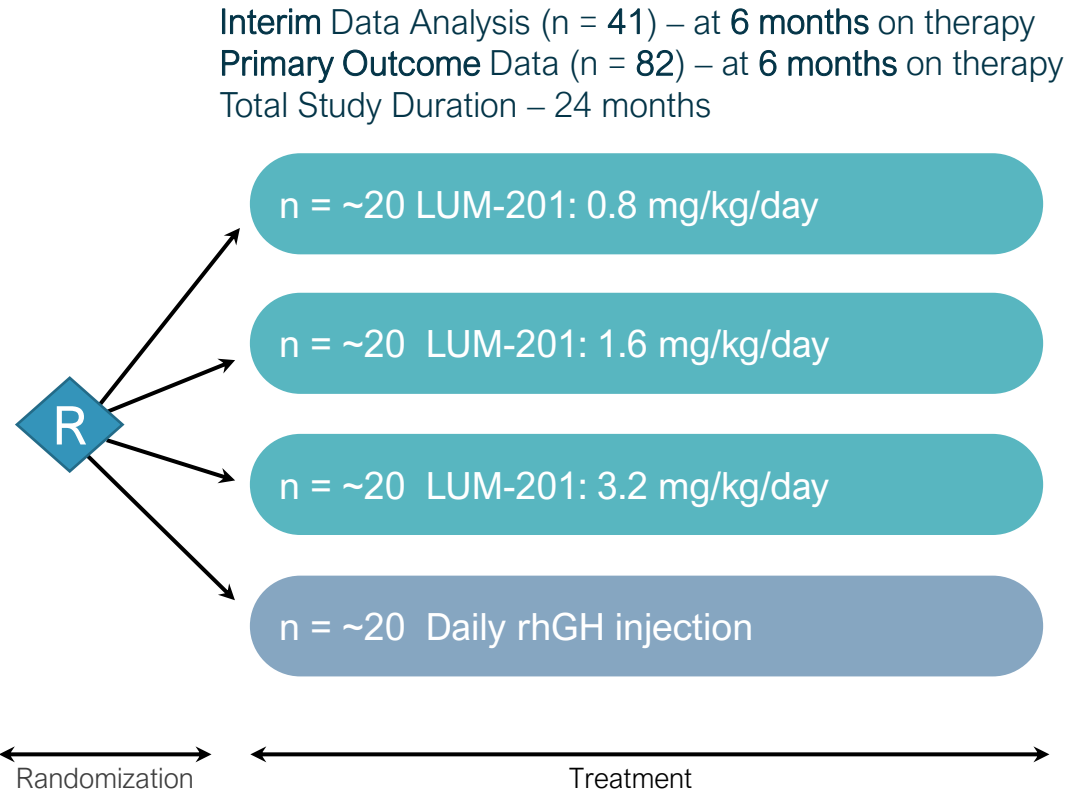 Interim Data Analysis (n = 41) – at 6 months on therapy
Primary Outcome Data (n = 82) – at 6 months on therapy
Total Study Duration – 24 months
n = ~20 LUM-201: 0.8 mg/kg/day
n = ~20 LUM-201: 1.6 mg/kg/day
R
n = ~20 LUM-201: 3.2 mg/kg/day
n = ~20 Daily rhGH injection
Randomization
Treatment